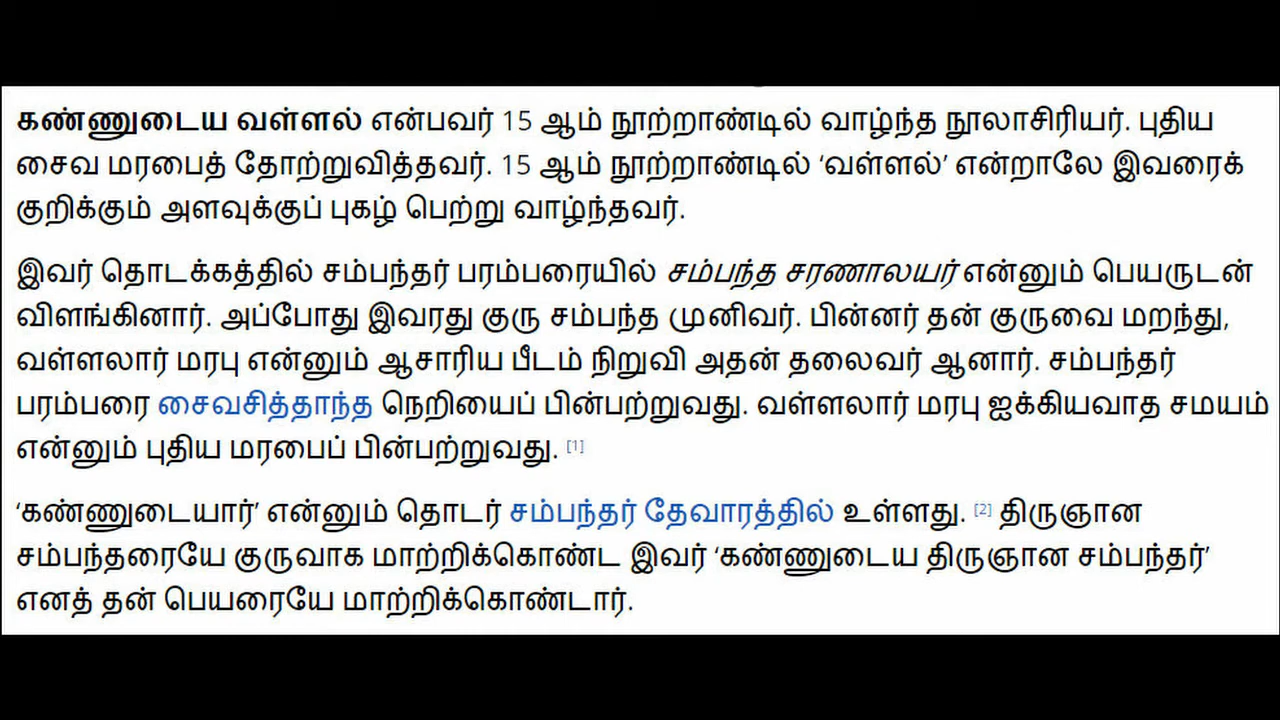 கண்ணுடைய வள்ளல் என்பவர் 15 ஆம் நூற்றாண்டில் வாழ்ந்த நூலாசிரியர். புதிய
சைவ மரபைத் தோற்றுவித்தவர். 15 ஆம் நூற்றாண்டில் ‘வள்ளல்’ என்றாலே இவரைக்
குறிக்கும் அளவுக்குப் புகழ் பெற்று வாழ்ந்தவர்.
இவர் தொடக்கத்தில் சம்பந்தர் பரம்பரையில் சம்பந்த சரணாலயர் என்னும் பெயருடன்
விளங்கினார். அப்போது இவரது குரு சம்பந்த முனிவர். பின்னர் தன் குருவை மறந்து,
வள்ளலார் மரபு என்னும் ஆசாரிய பீடம் நிறுவி அதன் தலைவர் ஆனார். சம்பந்தர்
பரம்பரை சைவசித்தாந்த நெறியைப் பின்பற்றுவது. வள்ளலார் மரபு ஐக்கியவாத சமயம்
என்னும் புதிய மரபைப் பின்பற்றுவது. [1]
‘கண்ணுடையார்’ என்னும் தொடர் சம்பந்தர் தேவாரத்தில் உள்ளது. [2] திருஞான
சம்பந்தரையே குருவாக மாற்றிக்கொண்ட இவர் ‘கண்ணுடைய திருஞான சம்பந்தர்’
எனத் தன் பெயரையே மாற்றிக்கொண்டார்.